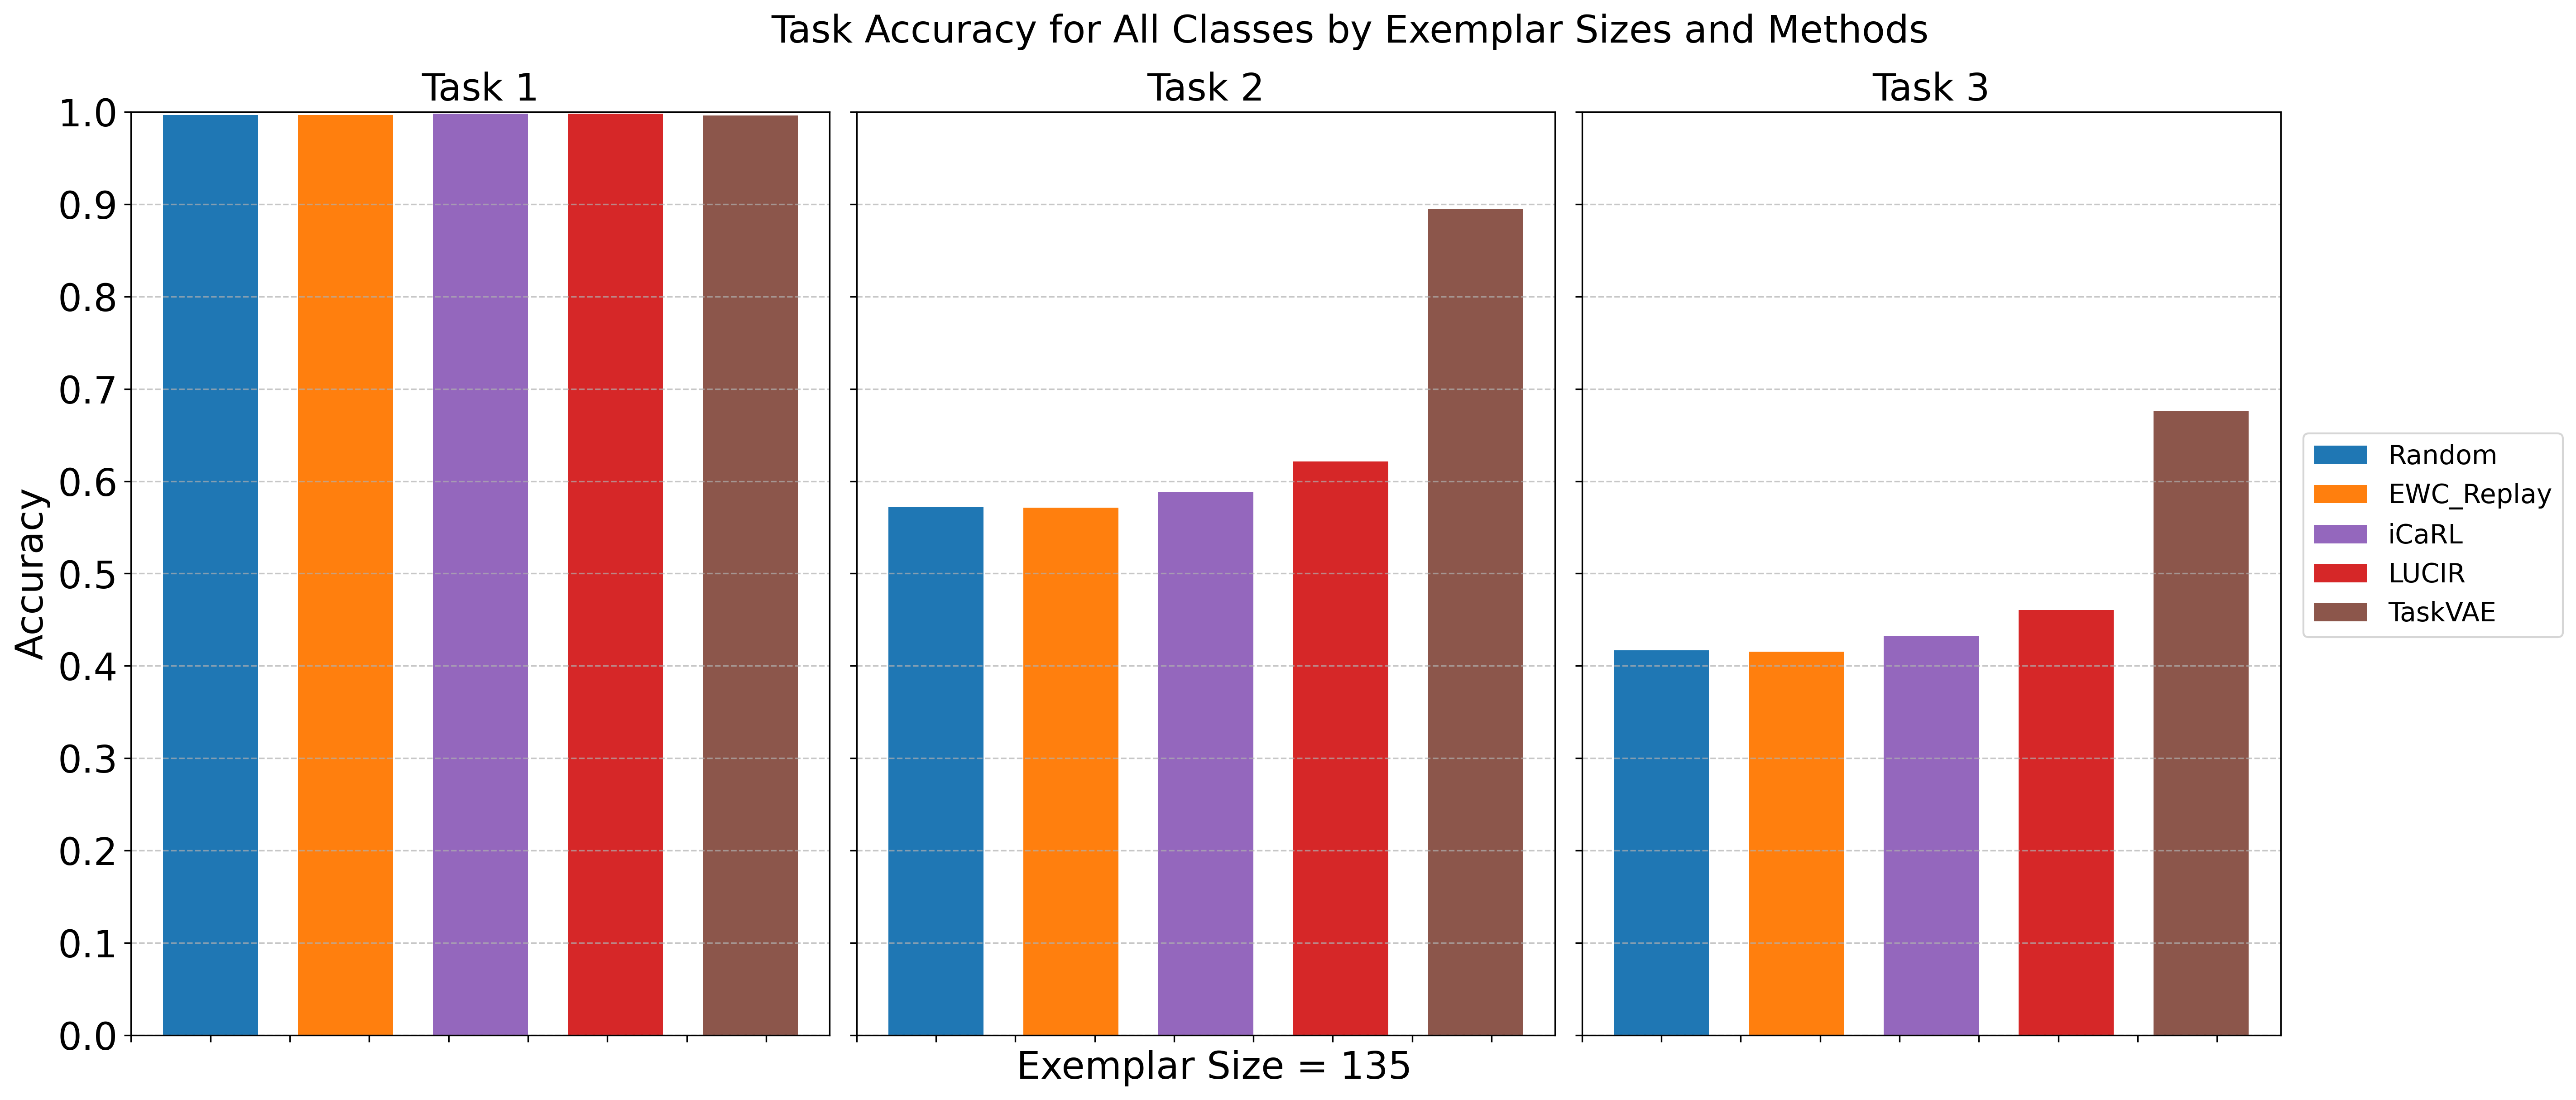 Task Accuracy for All Classes by Exemplar Sizes and Methods
Task 1
Task 2
Task 3
1.0
0.9
0.8
0.7
0.6
0.5
0.4
0.3
0.2
0.1
0.0
Accuracy
Exemplar Size = 135
Random
EWC_Replay
iCaRL
LUCIR
TaskVAE